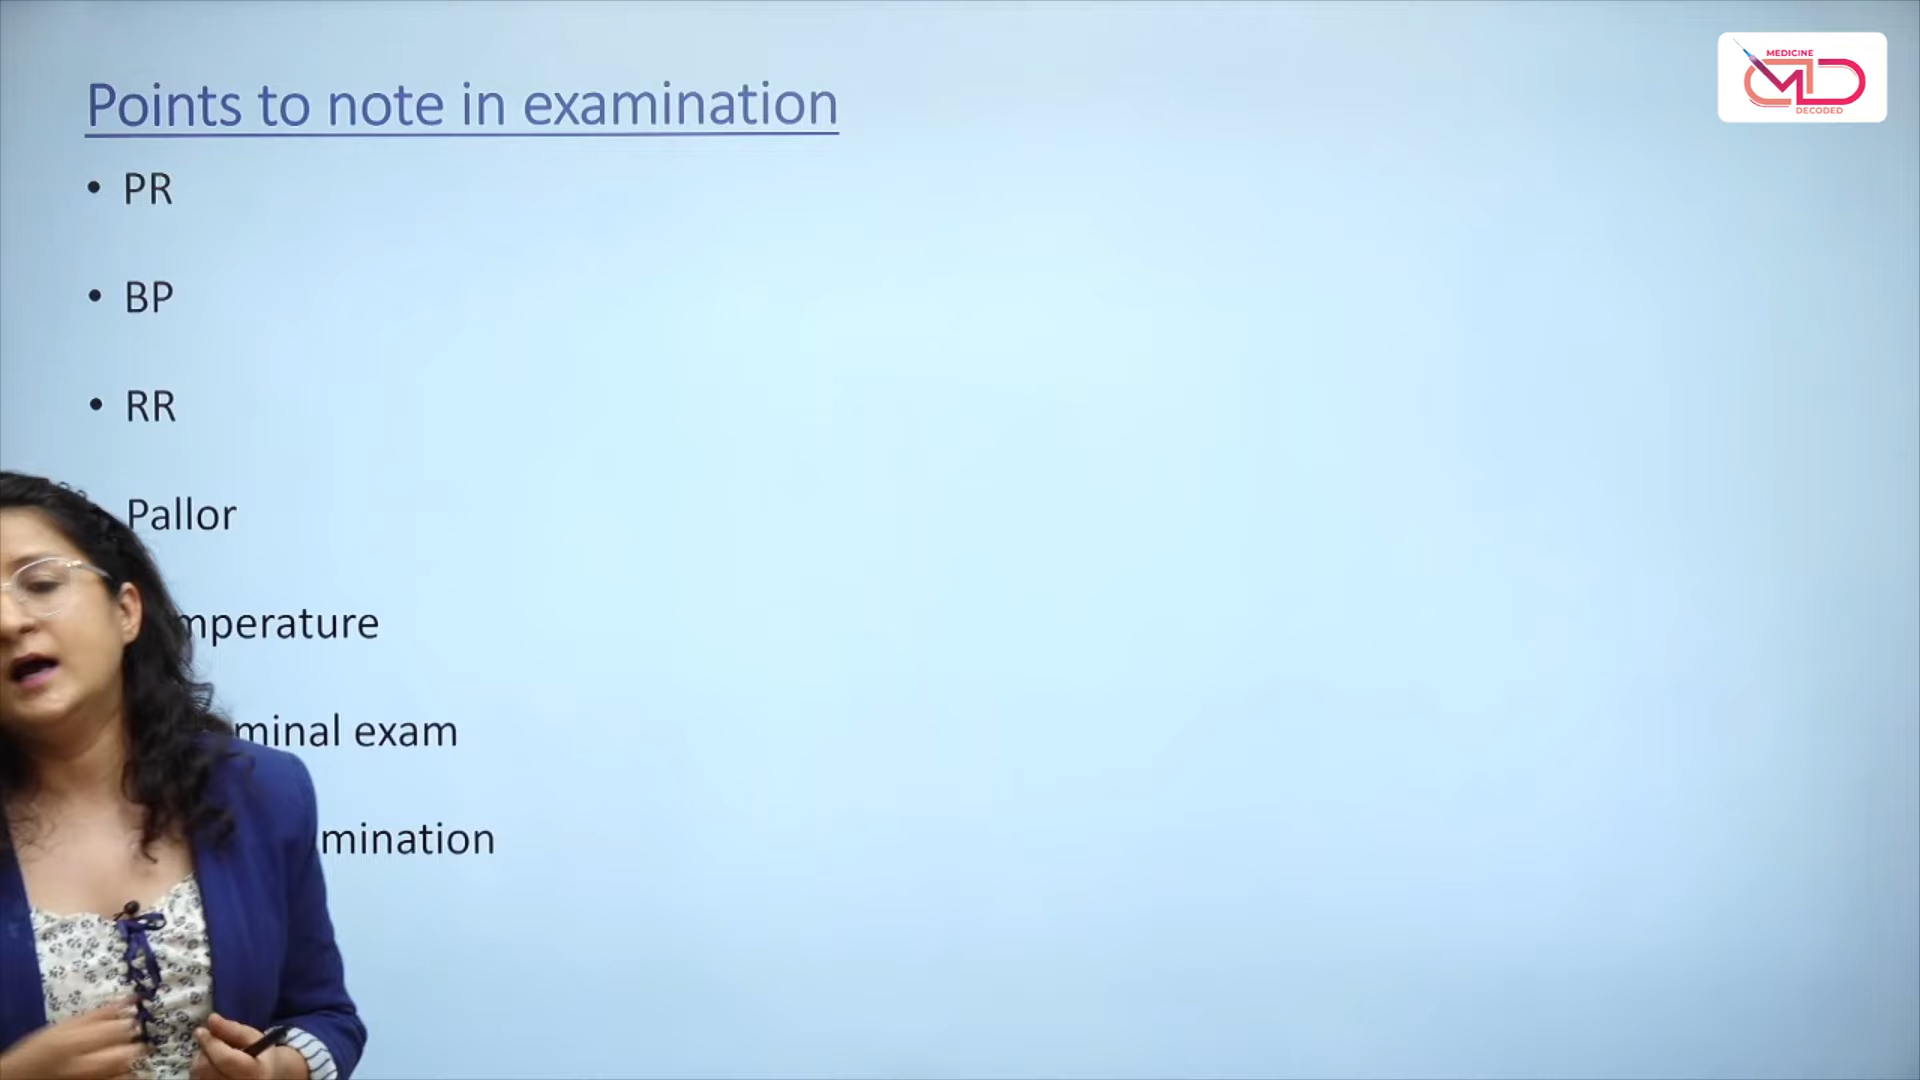 Points to note in examination
• PR
• BP
• RR
Pallor
mperature
minal exam
mination
MEDICINE
MD
DECODED